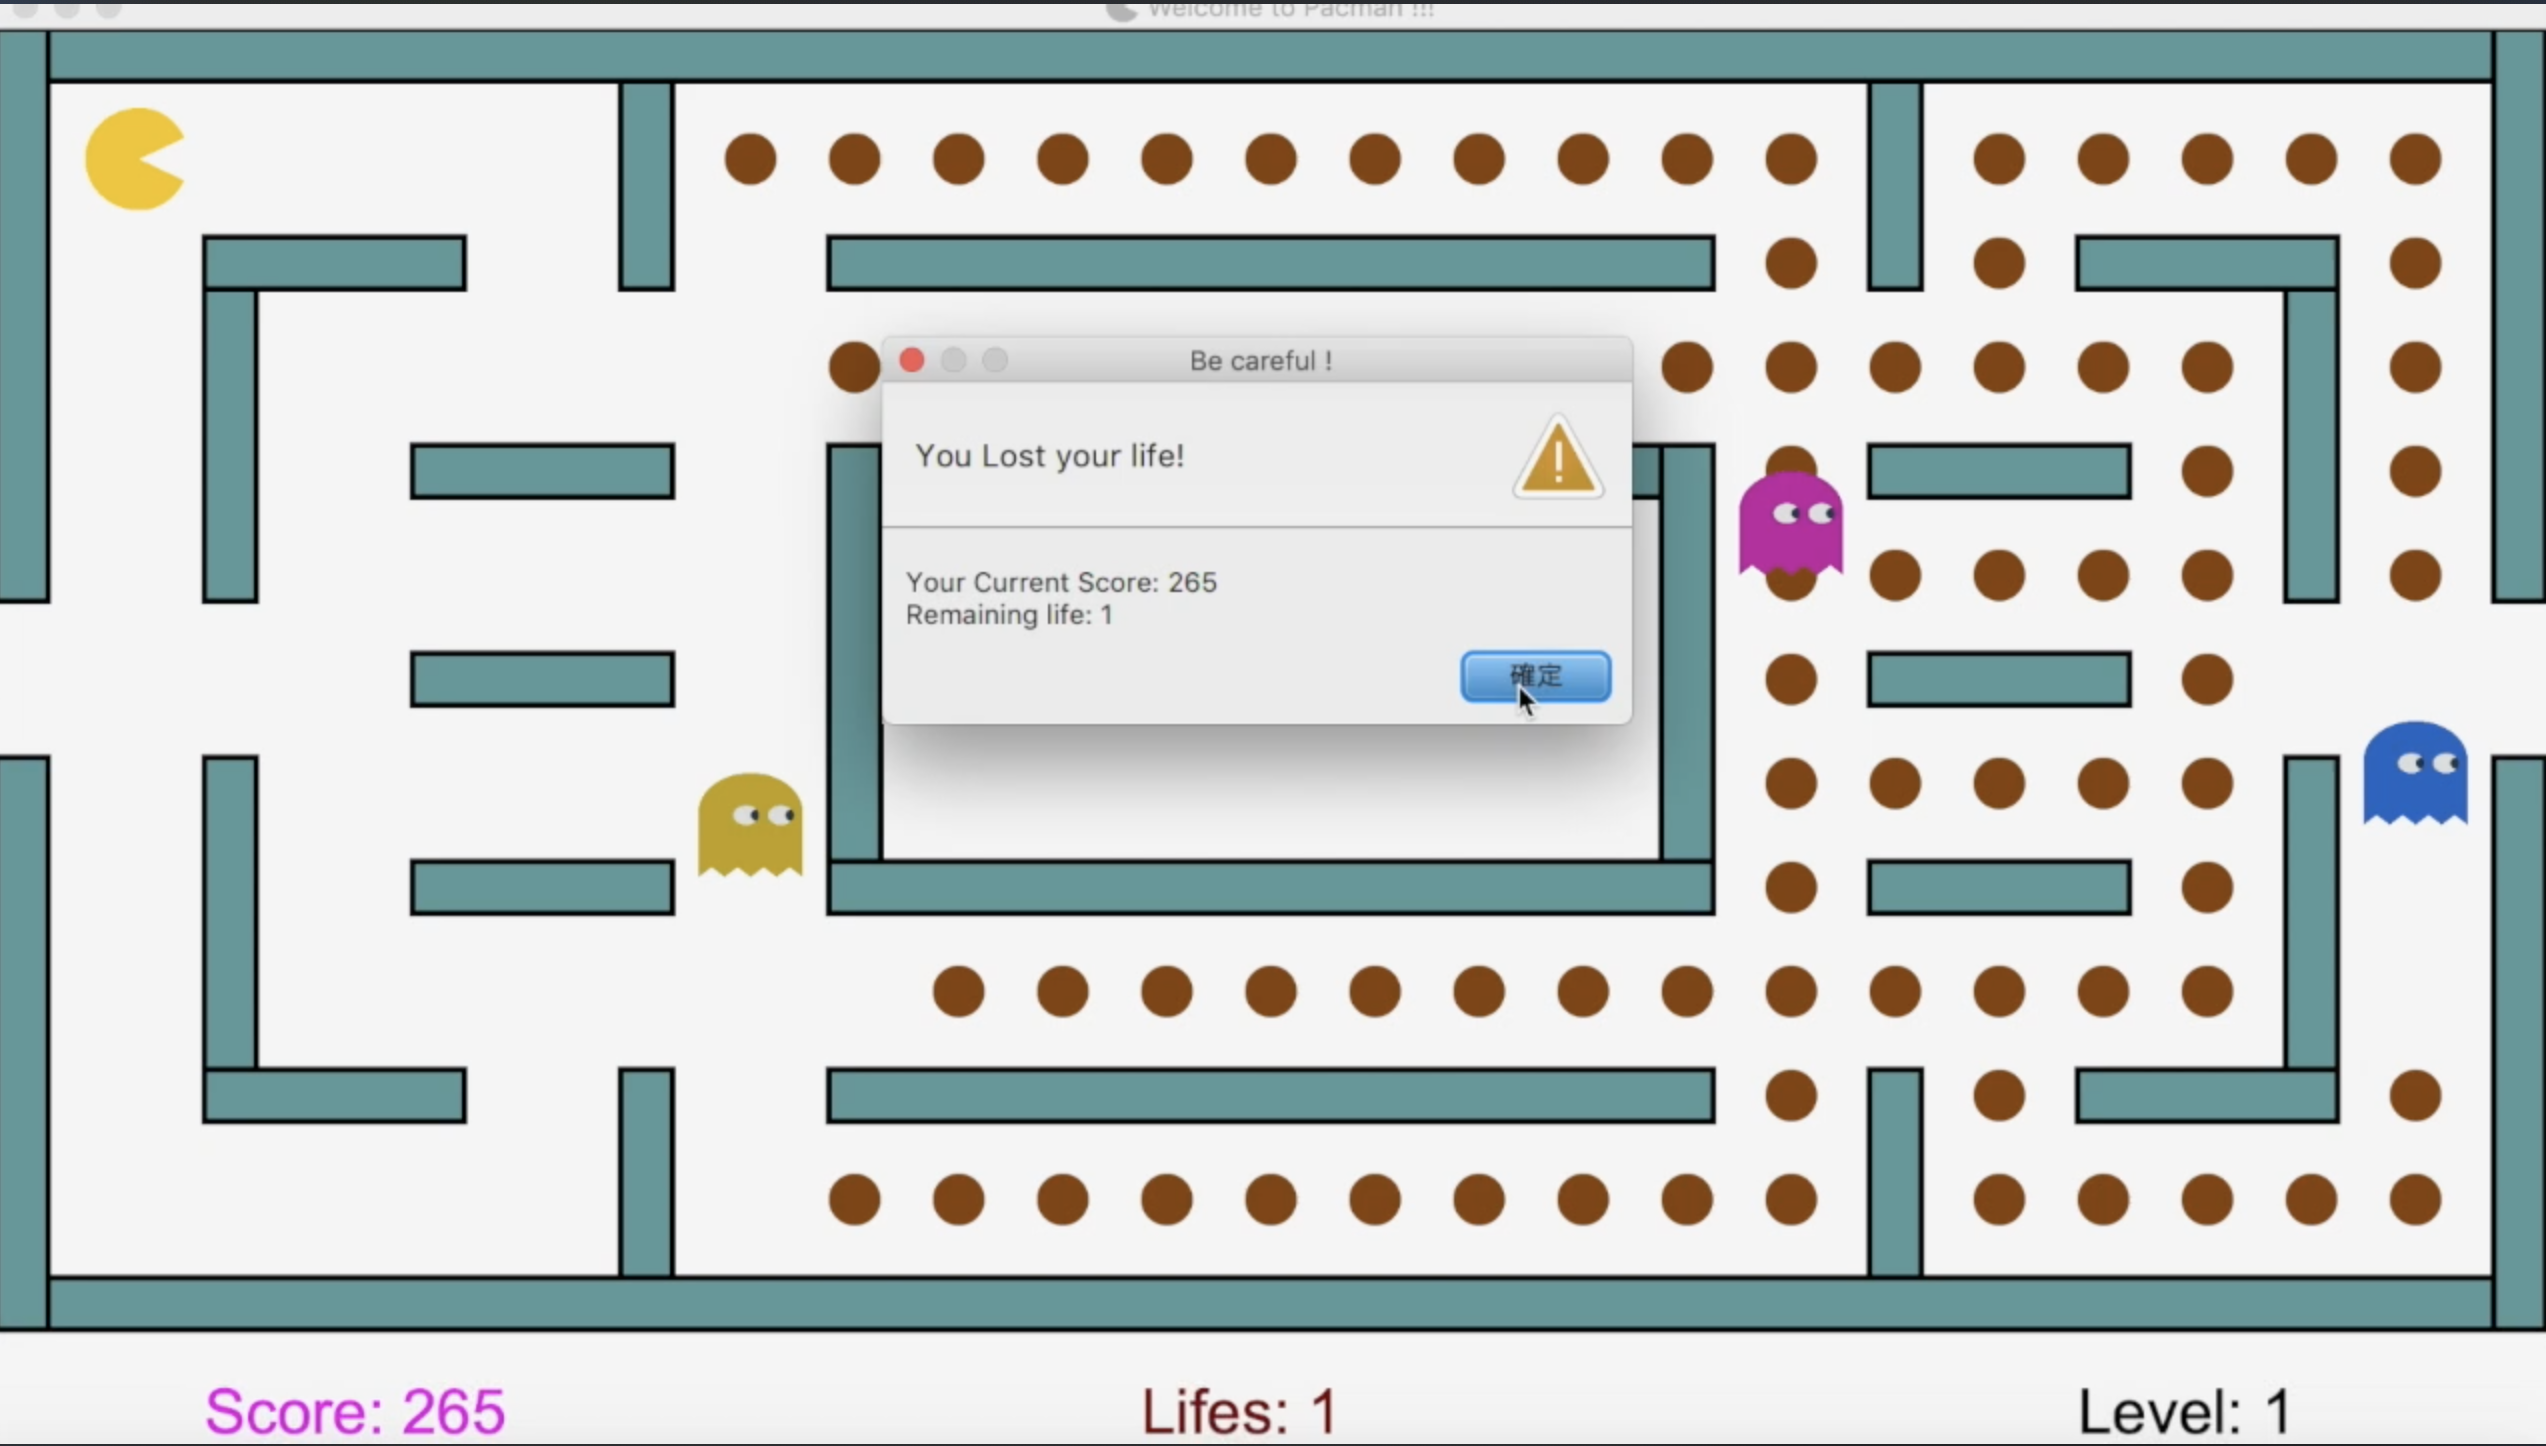 Welcome to Pacman !!!
Be careful !
You Lost your life!
Your Current Score: 265
Remaining life: 1
確定
Score: 265
Lifes: 1
Level: 1